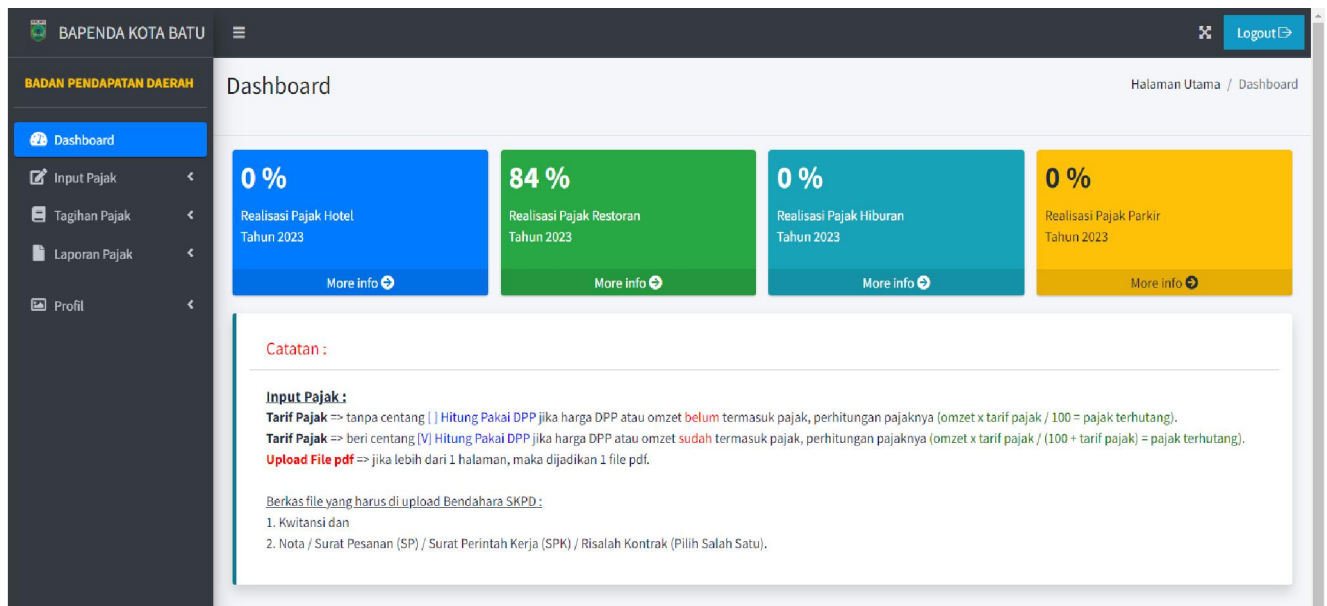 BAPENDA KOTA BATU
Logout
BADAN PENDAPATAN DAERAH
Dashboard
Halaman Utama / Dashboard
Dashboard
Input Pajak
Tagihan Pajak
Laporan Pajak
Profil
0 %
Realisasi Pajak Hotel
Tahun 2023
More info
84 %
Realisasi Pajak Restoran
Tahun 2023
More info
0 %
Realisasi Pajak Hiburan
Tahun 2023
More info
0 %
Realisasi Pajak Parkir
Tahun 2023
More info
Catatan :
Input Pajak :
Tarif Pajak => tanpa centang [ ] Hitung Pakai DPP jika harga DPP atau omzet belum termasuk pajak, perhitungan pajaknya (omzet x tarif pajak / 100 = pajak terhutang).
Tarif Pajak => beri centang [V] Hitung Pakai DPP jika harga DPP atau omzet sudah termasuk pajak, perhitungan pajaknya (omzet x tarif pajak / (100 + tarif pajak) = pajak terhutang).
Upload File pdf => jika lebih dari 1 halaman, maka dijadikan 1 file pdf.
Berkas file yang harus di upload Bendahara SKPD :
1. Kwitansi dan
2. Nota / Surat Pesanan (SP) / Surat Perintah Kerja (SPK) / Risalah Kontrak (Pilih Salah Satu).